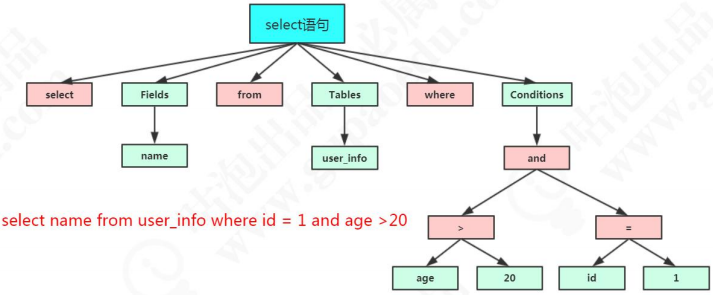 select语句
select Fields from Tables where Conditions
name user_info and
select name from user_info where id = 1 and age >20
> =
age 20 id 1